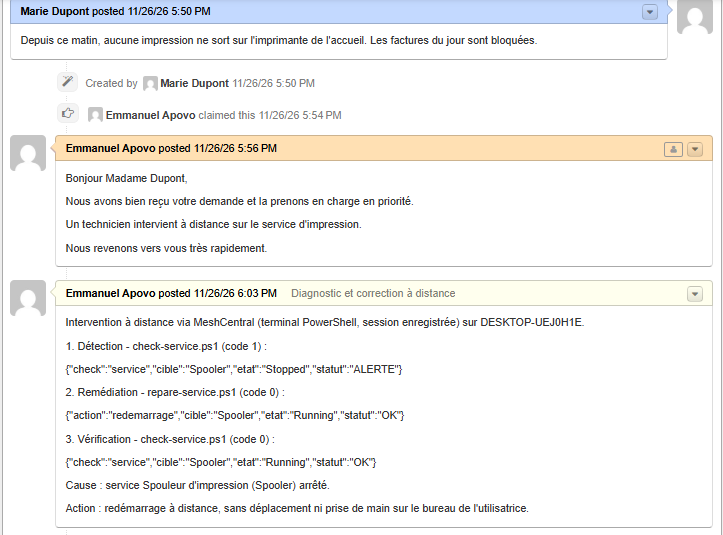 Marie Dupont posted 11/26/26 5:50 PM
Depuis ce matin, aucune impression ne sort sur l'imprimante de l'accueil. Les factures du jour sont bloquées.
Created by Marie Dupont 11/26/26 5:50 PM
Emmanuel Apovo claimed this 11/26/26 5:54 PM
Emmanuel Apovo posted 11/26/26 5:56 PM
Bonjour Madame Dupont,
Nous avons bien reçu votre demande et la prenons en charge en priorité.
Un technicien intervient à distance sur le service d'impression.
Nous revenons vers vous très rapidement.
Emmanuel Apovo posted 11/26/26 6:03 PM Diagnostic et correction à distance
Intervention à distance via MeshCentral (terminal PowerShell, session enregistrée) sur DESKTOP-UEJ0H1E.
1. Détection - check-service.ps1 (code 1) :
{"check":"service","cible":"Spooler","etat":"Stopped","statut":"ALERTE"}
2. Remédiation - repare-service.ps1 (code 0) :
{"action":"redemarrage","cible":"Spooler","etat":"Running","statut":"OK"}
3. Vérification - check-service.ps1 (code 0) :
{"check":"service","cible":"Spooler","etat":"Running","statut":"OK"}
Cause : service Spouleur d'impression (Spooler) arrêté.
Action : redémarrage à distance, sans déplacement ni prise de main sur le bureau de l'utilisatrice.